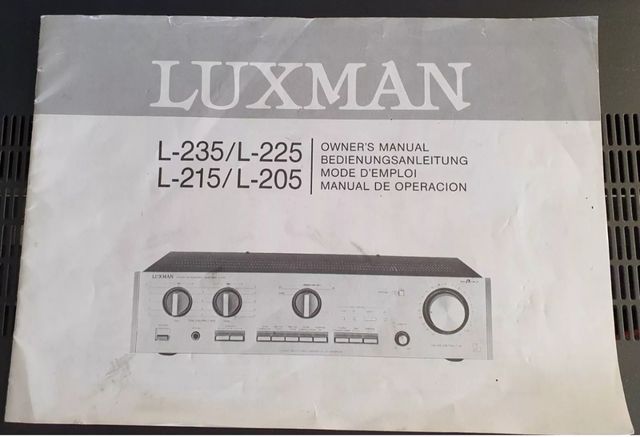 LUXMAN
L-235/L-225
L-215/L-205
OWNER'S MANUAL
BEDIENUNGSANLEITUNG
MODE D'EMPLOI
MANUAL DE OPERACION
LUXMAN